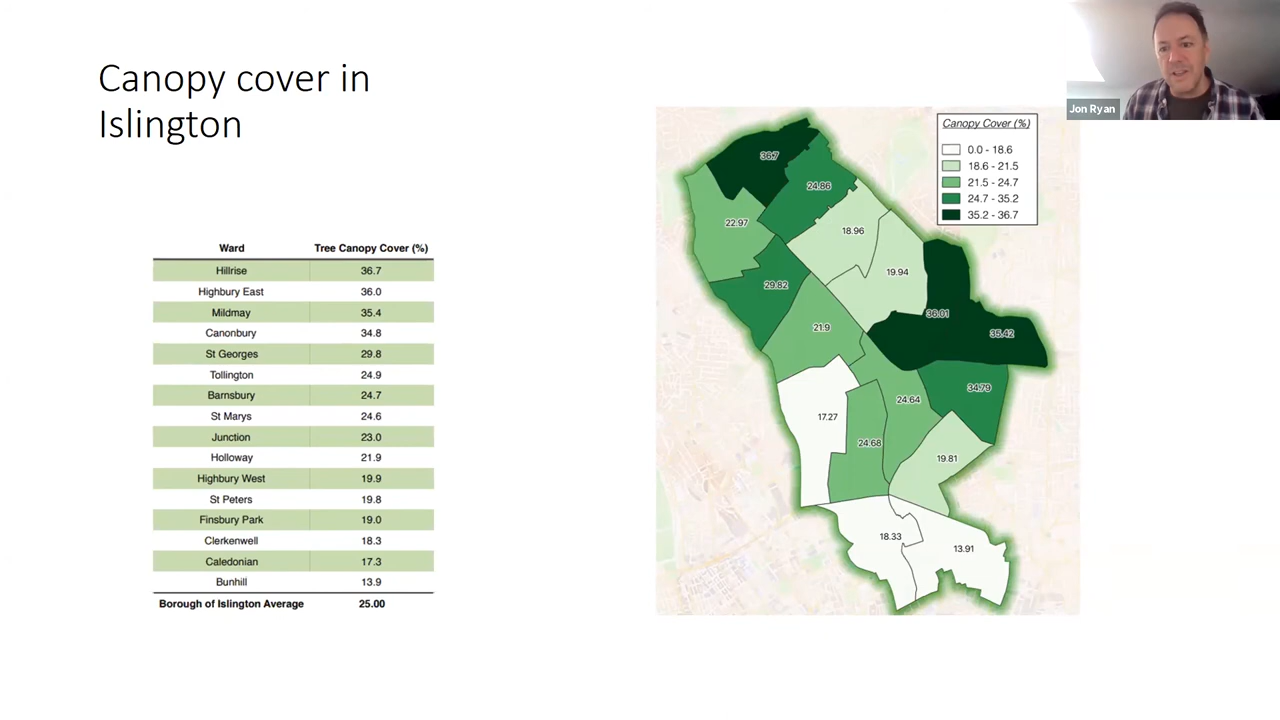 Canopy cover in
Islington
Jon Ryan
Ward Tree Canopy Cover (%)
Hillrise 36.7
Highbury East 36.0
Mildmay 35.4
Canonbury 34.8
St Georges 29.8
Tollington 24.9
Barnsbury 24.7
St Marys 24.6
Junction 23.0
Holloway 21.9
Highbury West 19.9
St Peters 19.8
Finsbury Park 19.0
Clerkenwell 18.3
Caledonian 17.3
Bunhill 13.9
Borough of Islington Average 25.00
Canopy Cover (%)
0.0 - 18.6
18.6 - 21.5
21.5 - 24.7
24.7 - 35.2
35.2 - 36.7
36.7
24.86
22.97
18.96
19.94
29.82
36.01
21.9
35.42
34.79
24.64
17.27
24.68
19.81
18.33
13.91